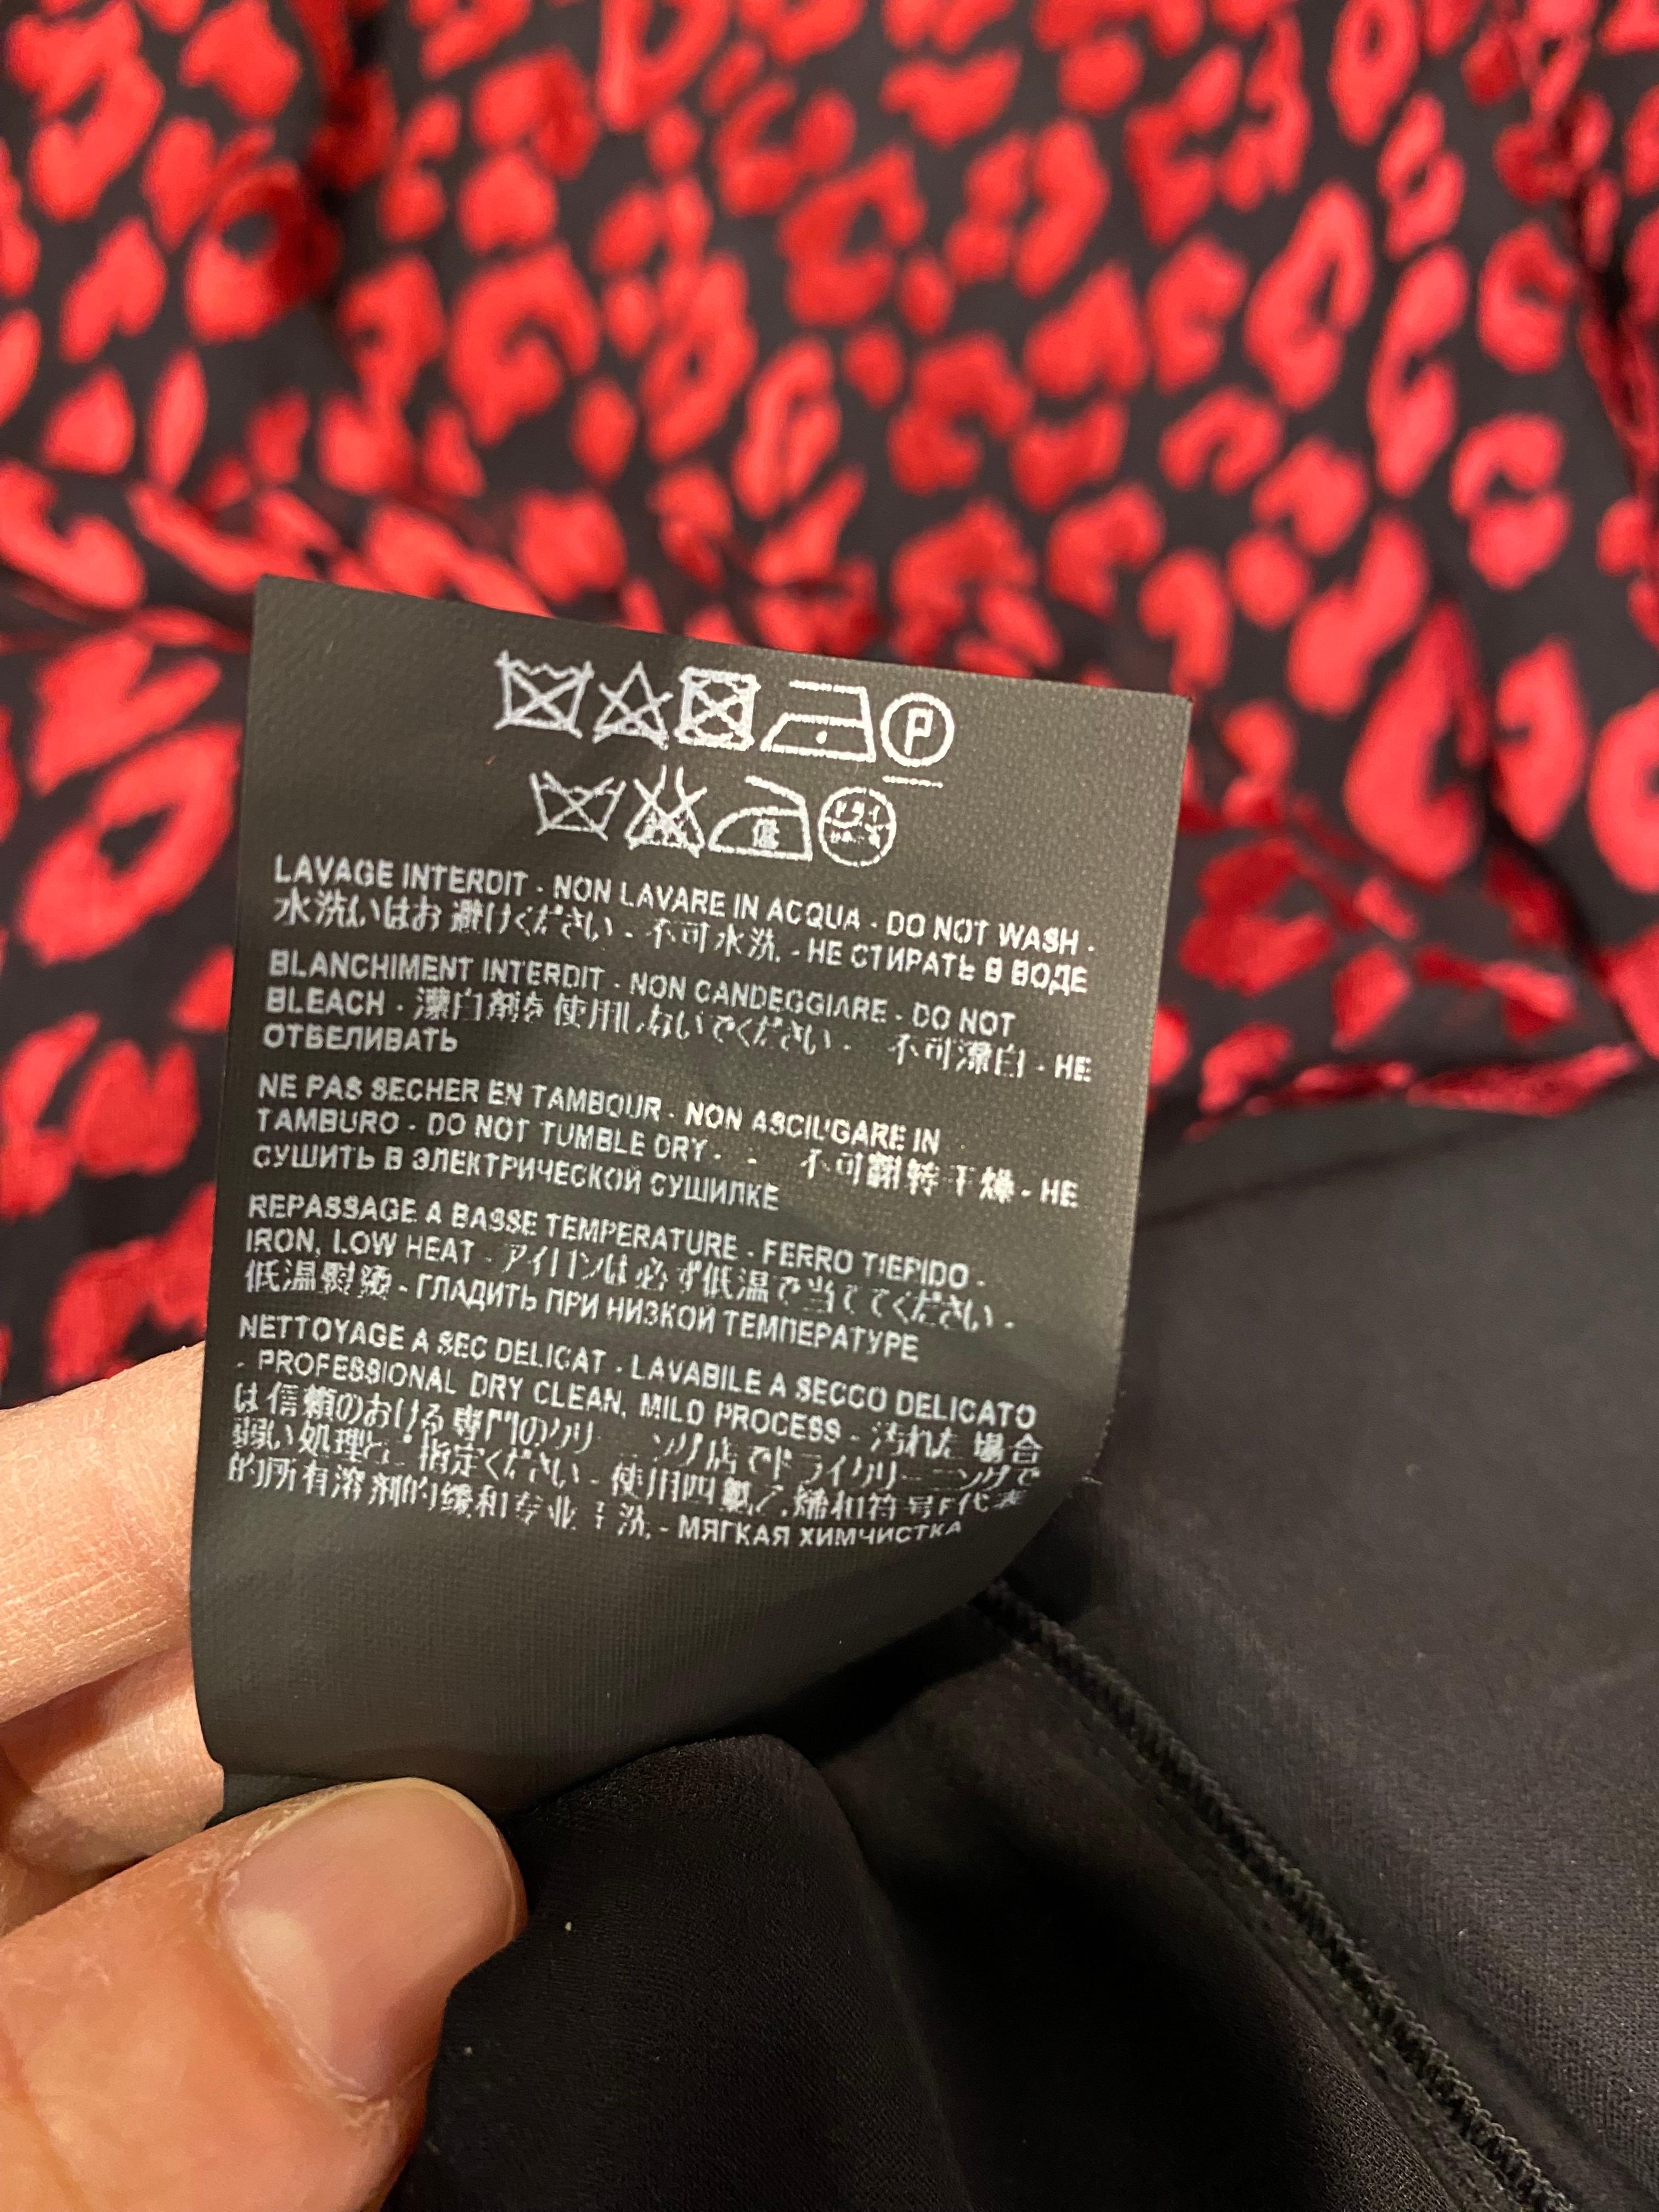 P
低
LAVAGE INTERDIT - NON LAVARE IN ACQUA - DO NOT WASH -
水洗いはお避けください - 不可水洗 - НЕ СТИРАТЬ В ВОДЕ
BLANCHIMENT INTERDIT - NON CANDEGGIARE - DO NOT
BLEACH - 漂白剤を使用しないでください - 不可漂白 - НЕ
ОТБЕЛИВАТЬ
NE PAS SECHER EN TAMBOUR - NON ASCIUGARE IN
TAMBURO - DO NOT TUMBLE DRY - - 不可翻转干燥 - НЕ
СУШИТЬ В ЭЛЕКТРИЧЕСКОЙ СУШИЛКЕ
REPASSAGE A BASSE TEMPERATURE - FERRO TIEPIDO -
IRON, LOW HEAT - アイロンは必ず低温で当ててください -
低温熨烫 - ГЛАДИТЬ ПРИ НИЗКОЙ ТЕМПЕРАТУРЕ
NETTOYAGE A SEC DELICAT - LAVABILE A SECCO DELICATO
- PROFESSIONAL DRY CLEAN, MILD PROCESS - 汚れた場合
は信頼のおける専門のクリーニング店でドライクリーニングで
弱い処理とご指定ください - 使用四氯乙烯和符号F代表
的所有溶剂的缓和专业干洗 - МЯГКАЯ ХИМЧИСТКА